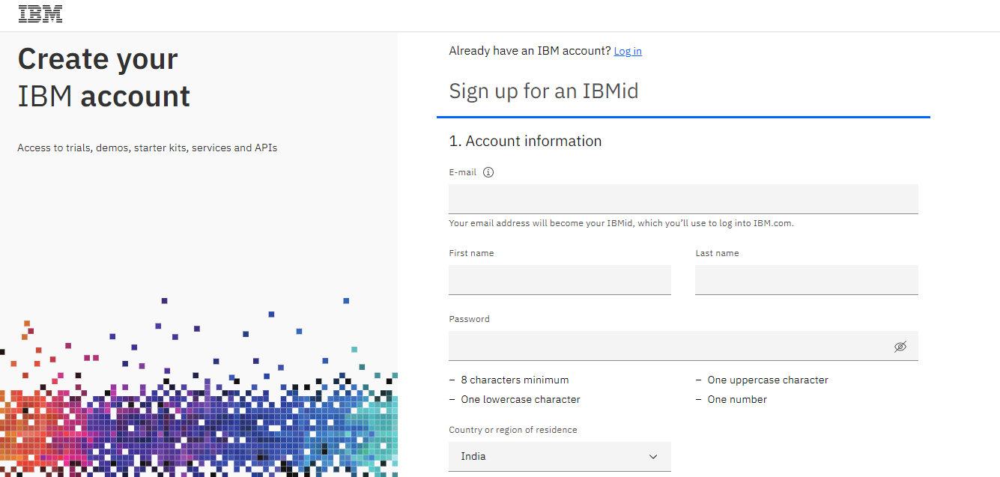 IBM
Create your
IBM account
Access to trials, demos, starter kits, services and APIs
Already have an IBM account? Log in
Sign up for an IBMid
1. Account information
E-mail
Your email address will become your IBMid, which you’ll use to log into IBM.com.
First name
Last name
Password
– 8 characters minimum
– One uppercase character
– One lowercase character
– One number
Country or region of residence
India